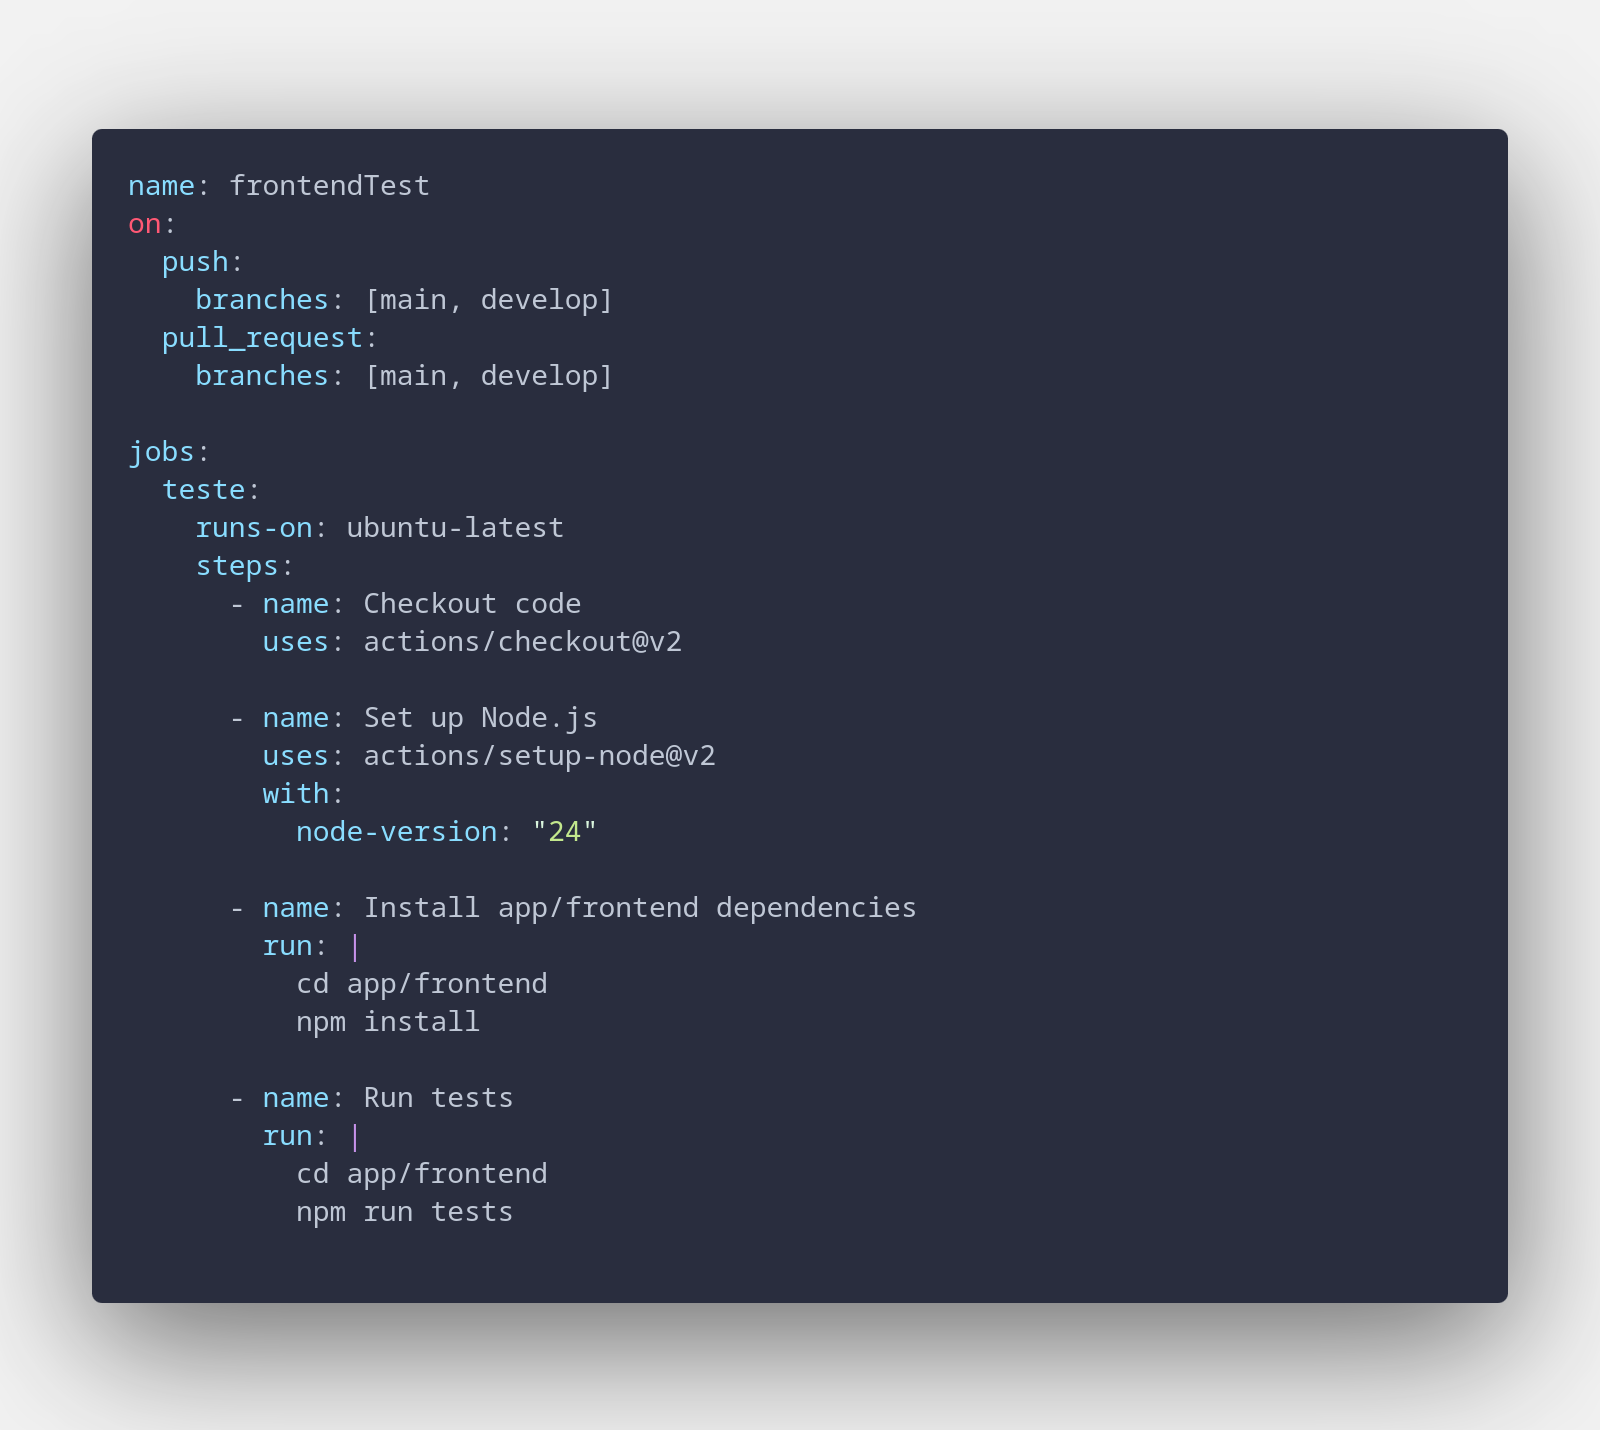 name: frontendTest
on:
  push:
    branches: [main, develop]
  pull_request:
    branches: [main, develop]

jobs:
  teste:
    runs-on: ubuntu-latest
    steps:
      - name: Checkout code
        uses: actions/checkout@v2

      - name: Set up Node.js
        uses: actions/setup-node@v2
        with:
          node-version: "24"

      - name: Install app/frontend dependencies
        run: |
          cd app/frontend
          npm install

      - name: Run tests
        run: |
          cd app/frontend
          npm run tests